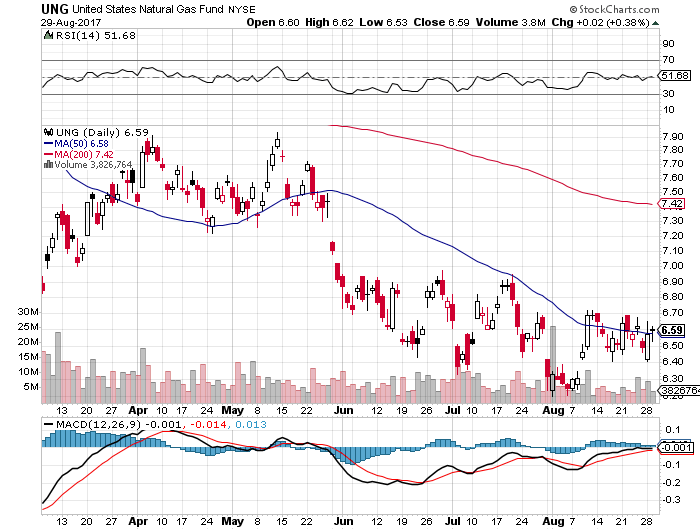 UNG United States Natural Gas Fund NYSE
© StockCharts.com
29-Aug-2017
Open 6.60 High 6.62 Low 6.53 Close 6.59 Volume 3.8M Chg +0.02 (+0.38%)
RSI(14) 51.68
90
70
51.68
30
10
UNG (Daily) 6.59
MA(50) 6.58
MA(200) 7.42
Volume 3,826,764
7.90
7.80
7.70
7.60
7.50
7.42
7.30
7.20
7.10
7.00
6.90
6.80
6.70
6.59
6.50
6.40
6.30
3826764
6.20
30M
25M
20M
15M
10M
5M
13 20 27 Apr 10 17 24 May 8 15 22 Jun 12 19 26 Jul 10 17 24 Aug 7 14 21 28
MACD(12,26,9) -0.001, -0.014, 0.013
0.1
-0.001
-0.1
-0.2
-0.3
13 20 27 Apr 10 17 24 May 8 15 22 Jun 12 19 26 Jul 10 17 24 Aug 7 14 21 28